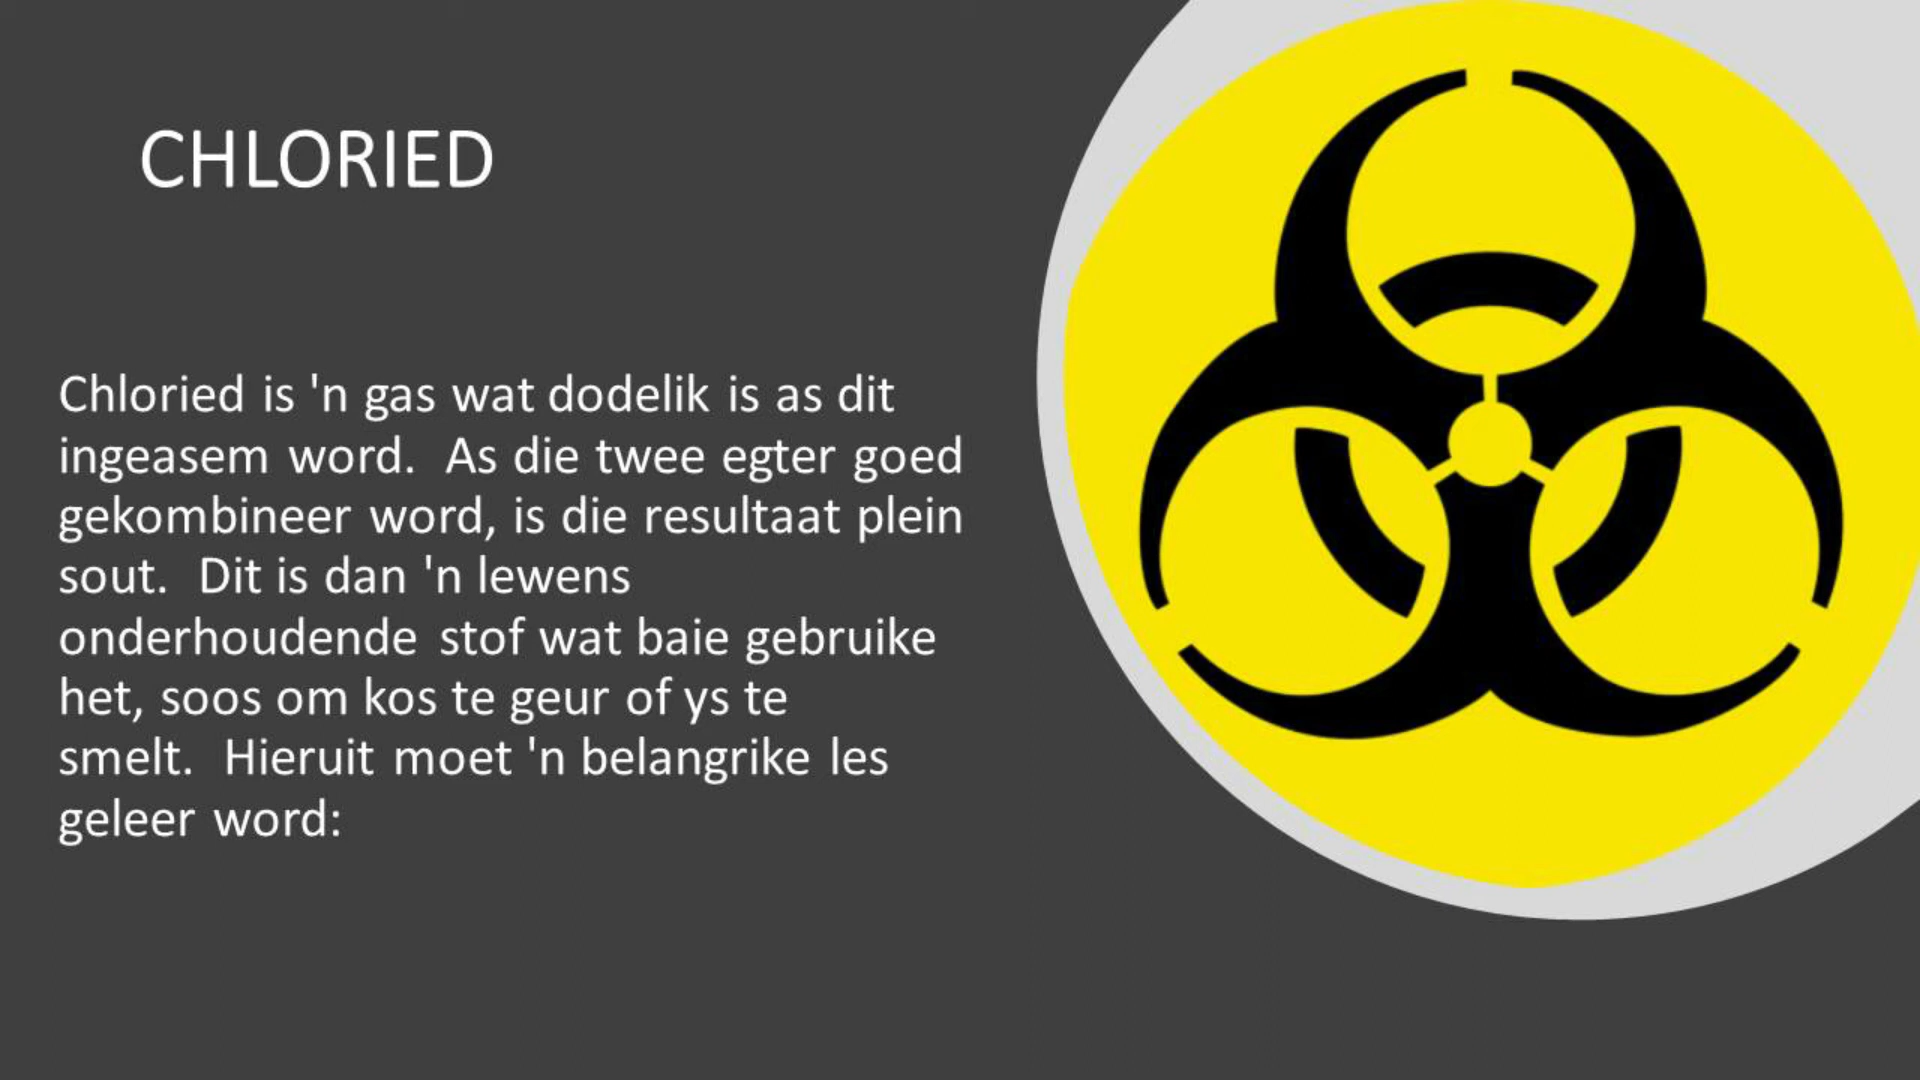 CHLORIED
Chloried is 'n gas wat dodelik is as dit
ingeasem word.  As die twee egter goed
gekombineer word, is die resultaat plein
sout.  Dit is dan 'n lewens
onderhoudende stof wat baie gebruike
het, soos om kos te geur of ys te
smelt.  Hieruit moet 'n belangrike les
geleer word: